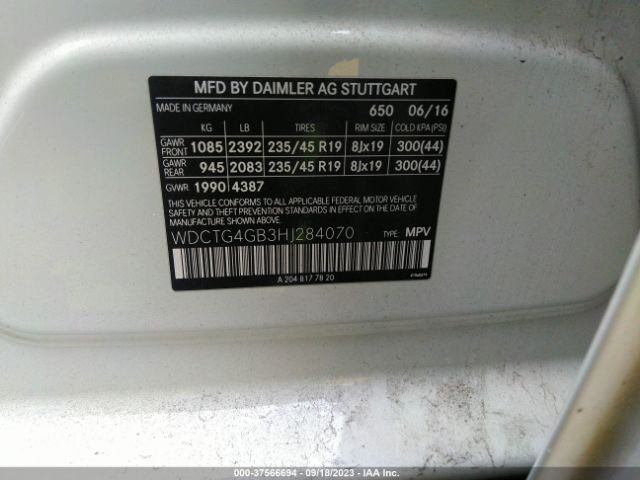 MFD BY DAIMLER AG STUTTGART
MADE IN GERMANY 650 06/16
KG LB TIRES RIM SIZE COLD KPA(PSI)
GAWR FRONT 1085 2392 235/45 R19 8Jx19 300(44)
GAWR REAR 945 2083 235/45 R19 8Jx19 300(44)
GVWR 1990 4387
THIS VEHICLE CONFORMS TO ALL APPLICABLE FEDERAL MOTOR VEHICLE
SAFETY, BUMPER, AND THEFT PREVENTION STANDARDS IN
EFFECT ON THE DATE OF MANUFACTURE SHOWN ABOVE.
WDCTG4GB3HJ284070 TYPE: MPV
A 204 817 78 20
000-37566694 - 09/18/2023 - IAA Inc.